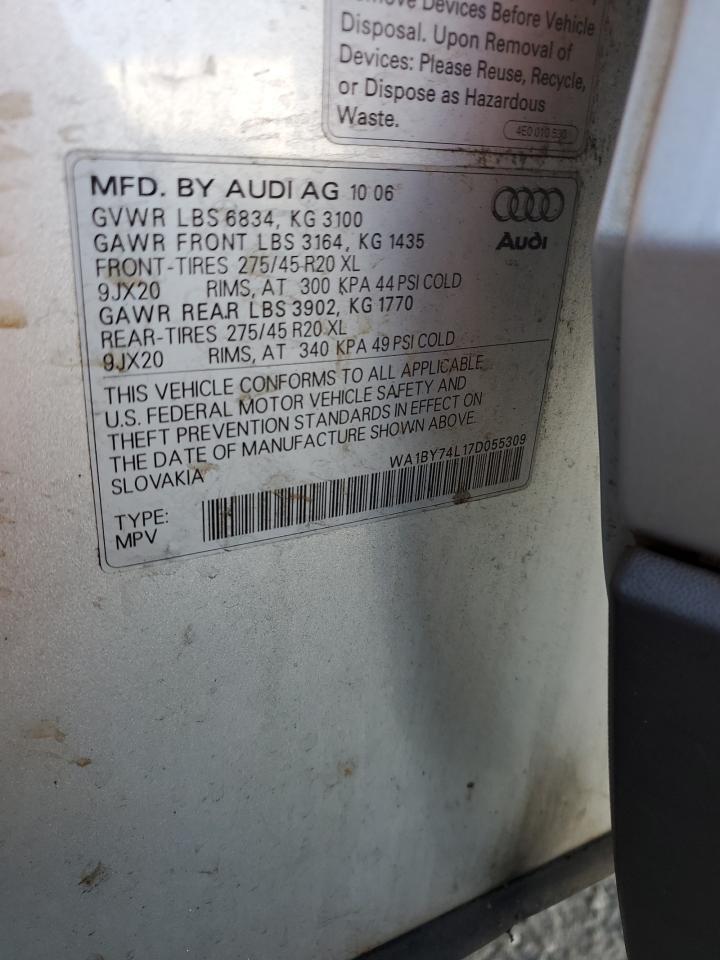 Devices Before Vehicle
Disposal. Upon Removal of
Devices: Please Reuse, Recycle,
or Dispose as Hazardous
Waste.
4E0 010 530
MFD. BY AUDI AG 10 06
GVWR LBS 6834, KG 3100
GAWR FRONT LBS 3164, KG 1435
FRONT-TIRES 275/45 R20 XL
9JX20 RIMS, AT 300 KPA 44 PSI COLD
GAWR REAR LBS 3902, KG 1770
REAR-TIRES 275/45 R20 XL
9JX20 RIMS, AT 340 KPA 49 PSI COLD
Audi
THIS VEHICLE CONFORMS TO ALL APPLICABLE
U.S. FEDERAL MOTOR VEHICLE SAFETY AND
THEFT PREVENTION STANDARDS IN EFFECT ON
THE DATE OF MANUFACTURE SHOWN ABOVE.
SLOVAKIA WA1BY74L17D055309
TYPE:
MPV